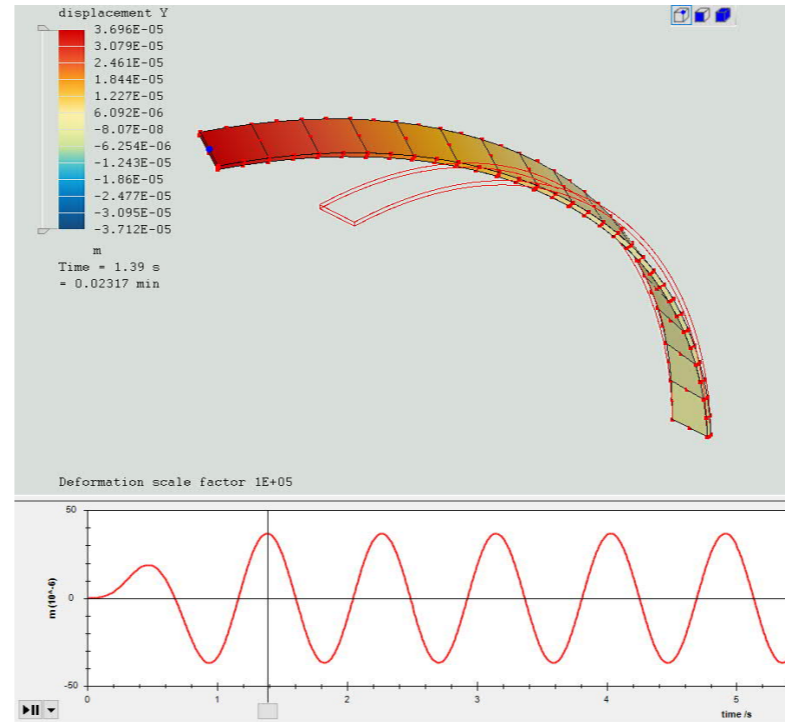 displacement Y
3.696E-05
3.079E-05
2.461E-05
1.844E-05
1.227E-05
6.092E-06
-8.07E-08
-6.254E-06
-1.243E-05
-1.86E-05
-2.477E-05
-3.095E-05
-3.712E-05
m
Time = 1.39 s
= 0.02317 min
Deformation scale factor 1E+05
50
0
-50
m (10^-6)
0
1
2
3
4
5
time /s